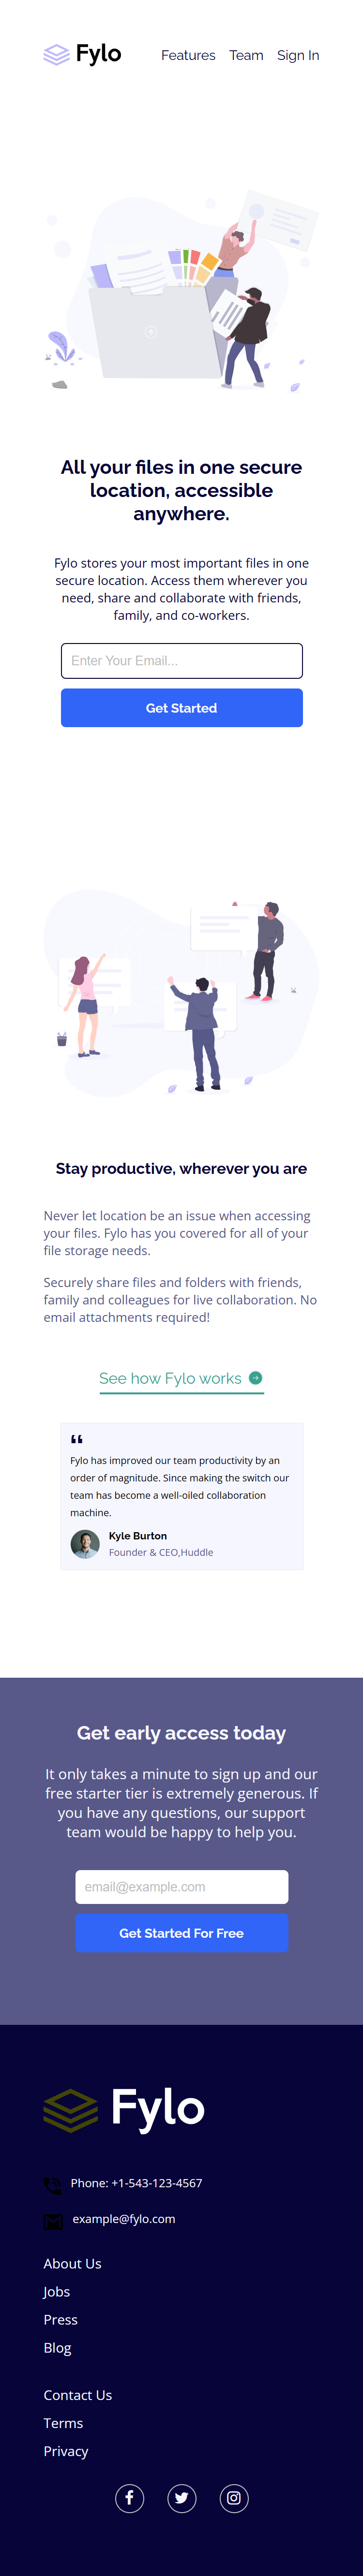 Fylo
Features Team Sign In
All your files in one secure
location, accessible
anywhere.
Fylo stores your most important files in one
secure location. Access them wherever you
need, share and collaborate with friends,
family, and co-workers.
Enter Your Email...
Get Started
Stay productive, wherever you are
Never let location be an issue when accessing
your files. Fylo has you covered for all of your
file storage needs.
Securely share files and folders with friends,
family and colleagues for live collaboration. No
email attachments required!
See how Fylo works
“
Fylo has improved our team productivity by an
order of magnitude. Since making the switch our
team has become a well-oiled collaboration
machine.
Kyle Burton
Founder & CEO,Huddle
Get early access today
It only takes a minute to sign up and our
free starter tier is extremely generous. If
you have any questions, our support
team would be happy to help you.
email@example.com
Get Started For Free
Fylo
Phone: +1-543-123-4567
example@fylo.com
About Us
Jobs
Press
Blog
Contact Us
Terms
Privacy